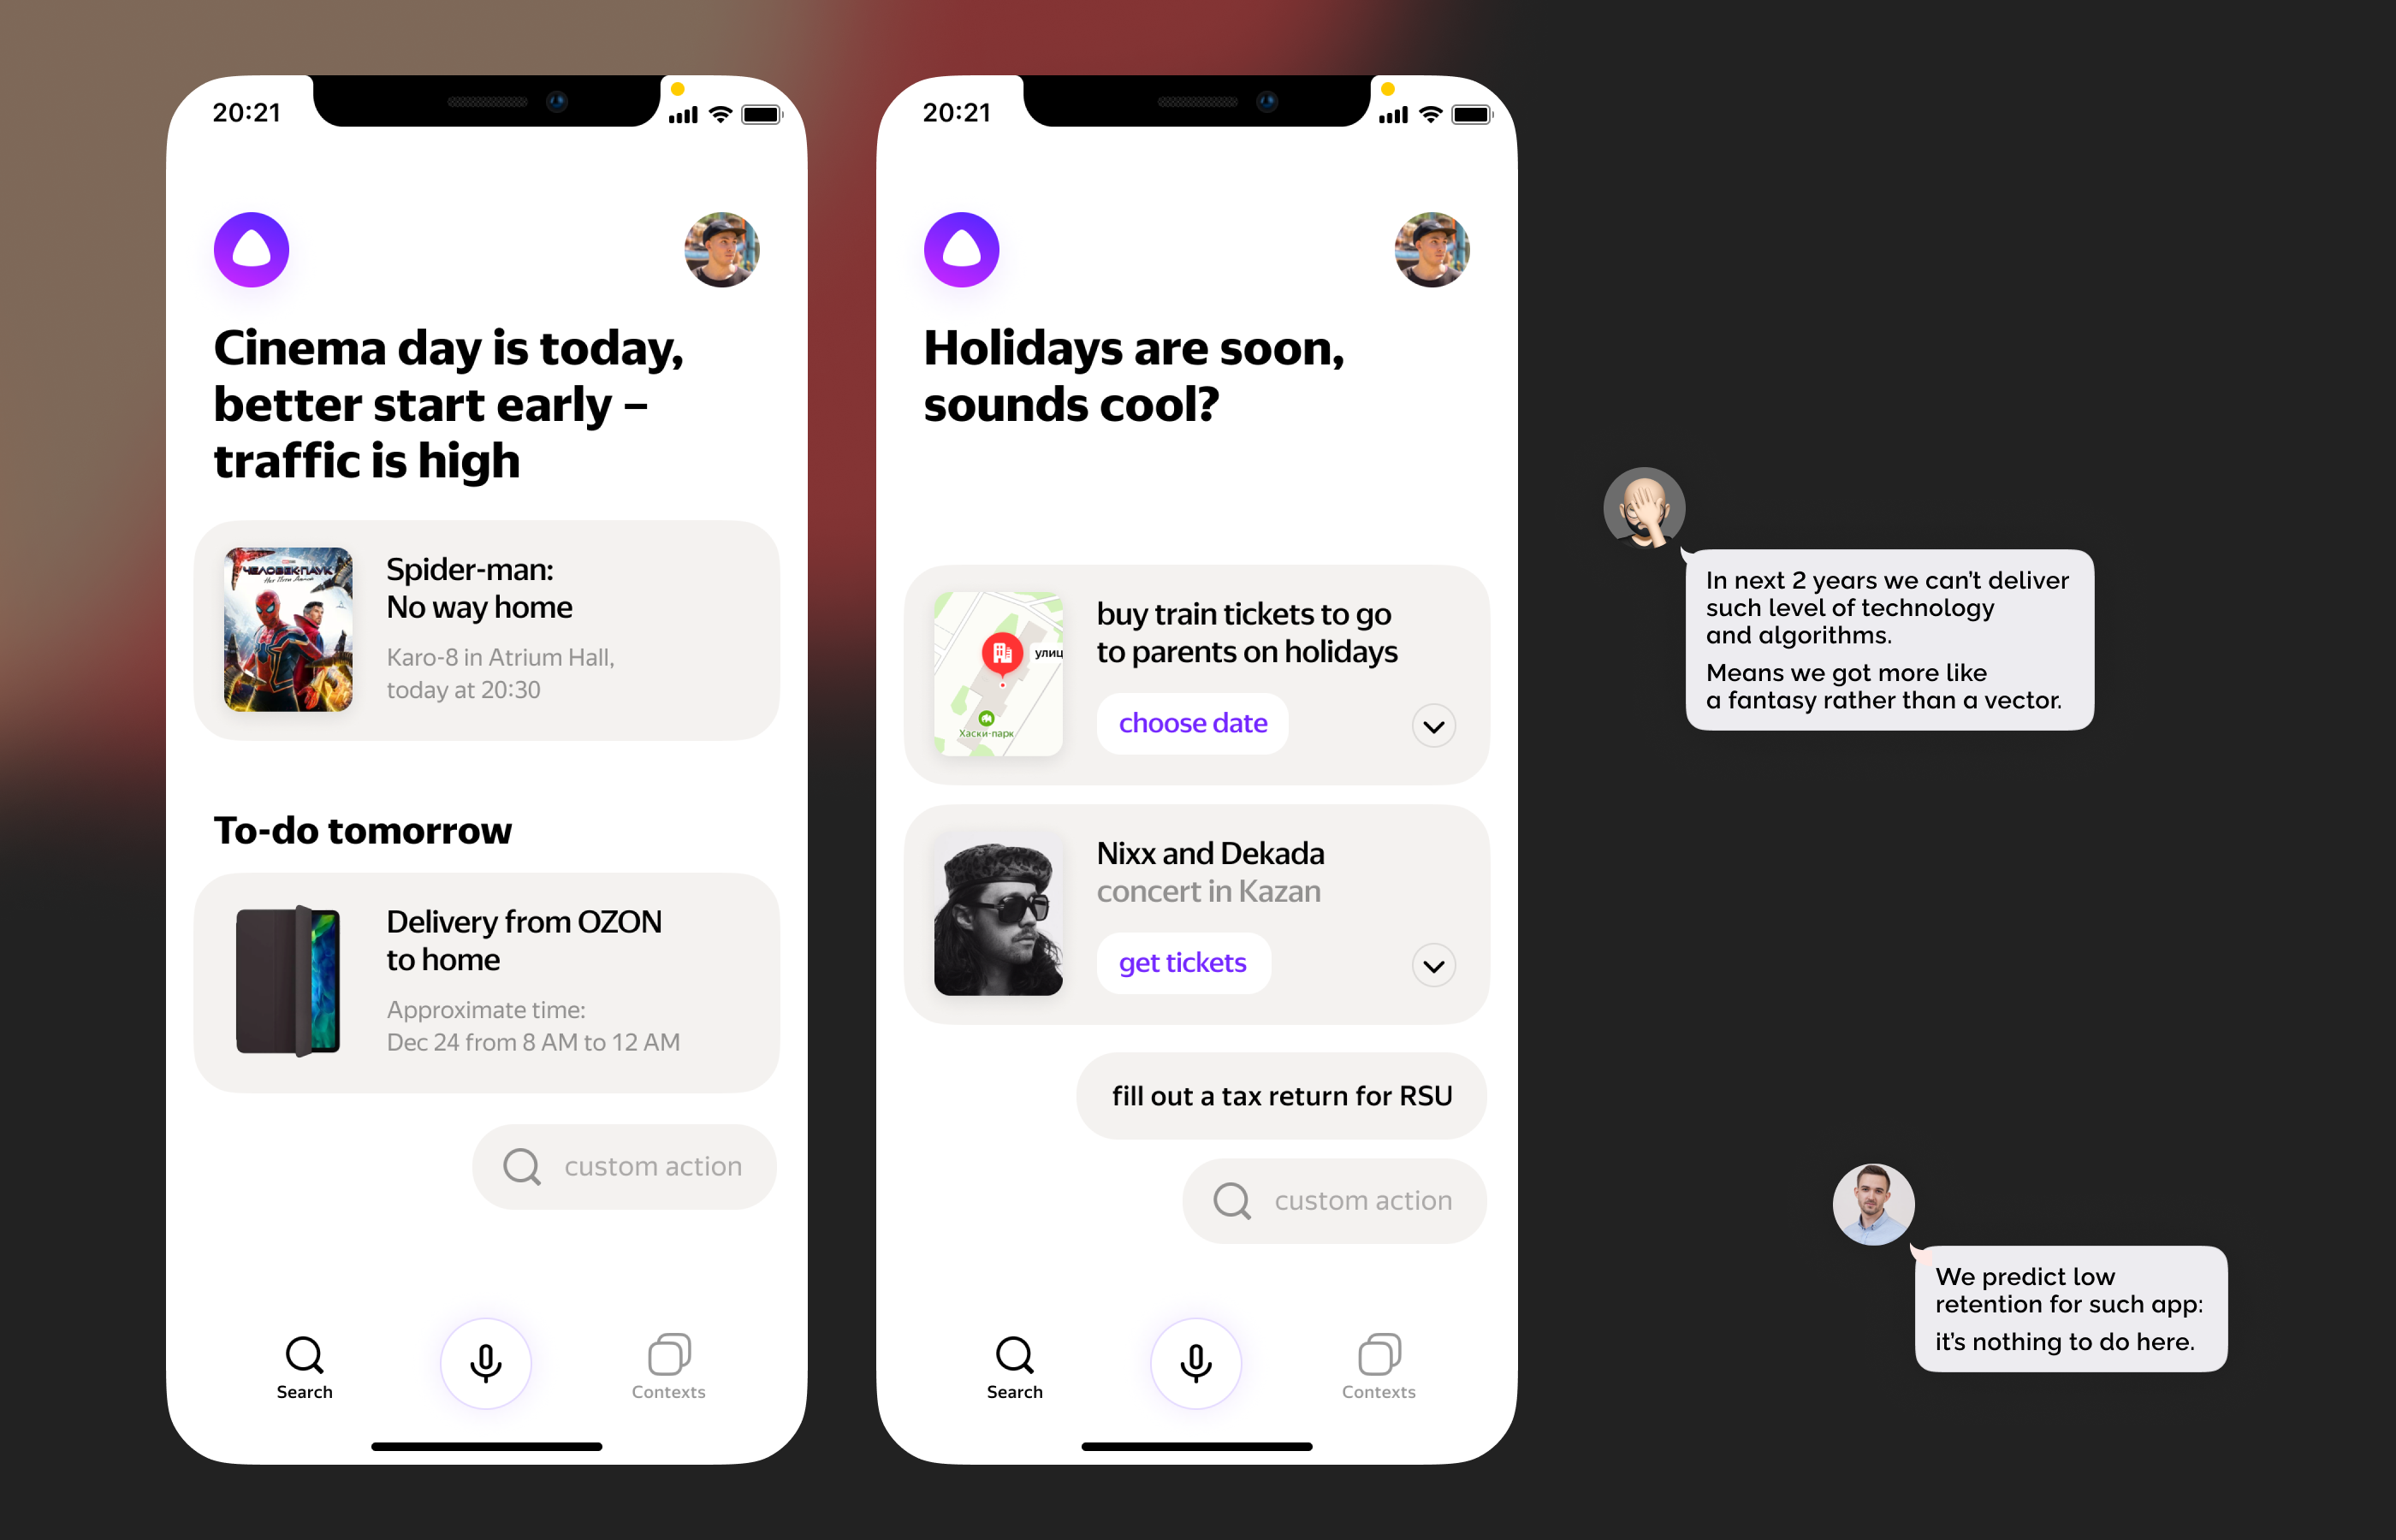 20:21
Cinema day is today,
better start early –
traffic is high
ЧЕЛОВЕК-ПАУК
Нет Пути Домой
Spider-man:
No way home
Karo-8 in Atrium Hall,
today at 20:30
To-do tomorrow
Delivery from OZON
to home
Approximate time:
Dec 24 from 8 AM to 12 AM
custom action
Search
Contexts
20:21
Holidays are soon,
sounds cool?
улиц
Хаски-парк
buy train tickets to go
to parents on holidays
choose date
Nixx and Dekada
concert in Kazan
get tickets
fill out a tax return for RSU
custom action
Search
Contexts
In next 2 years we can’t deliver
such level of technology
and algorithms.
Means we got more like
a fantasy rather than a vector.
We predict low
retention for such app:
it’s nothing to do here.